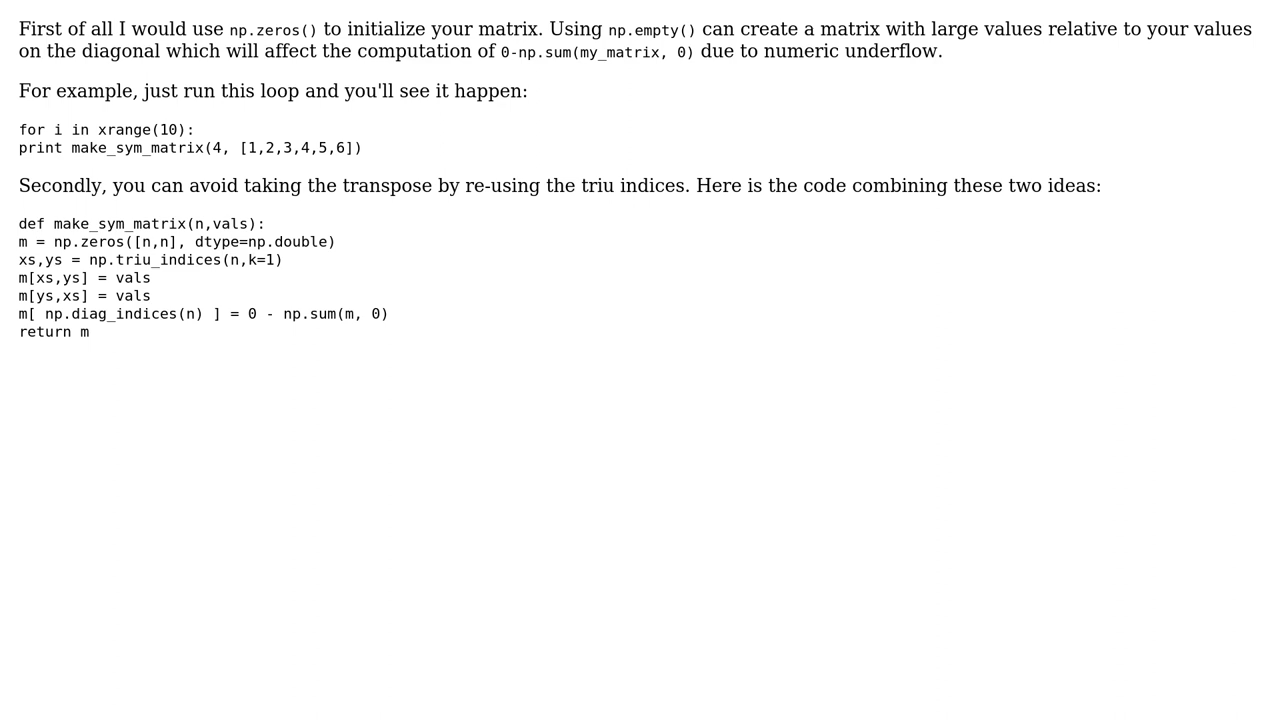 First of all I would use np.zeros() to initialize your matrix. Using np.empty() can create a matrix with large values relative to your values
on the diagonal which will affect the computation of 0-np.sum(my_matrix, 0) due to numeric underflow.
For example, just run this loop and you'll see it happen:
for i in xrange(10):
print make_sym_matrix(4, [1,2,3,4,5,6])
Secondly, you can avoid taking the transpose by re-using the triu indices. Here is the code combining these two ideas:
def make_sym_matrix(n,vals):
m = np.zeros([n,n], dtype=np.double)
xs,ys = np.triu_indices(n,k=1)
m[xs,ys] = vals
m[ys,xs] = vals
m[ np.diag_indices(n) ] = 0 - np.sum(m, 0)
return m